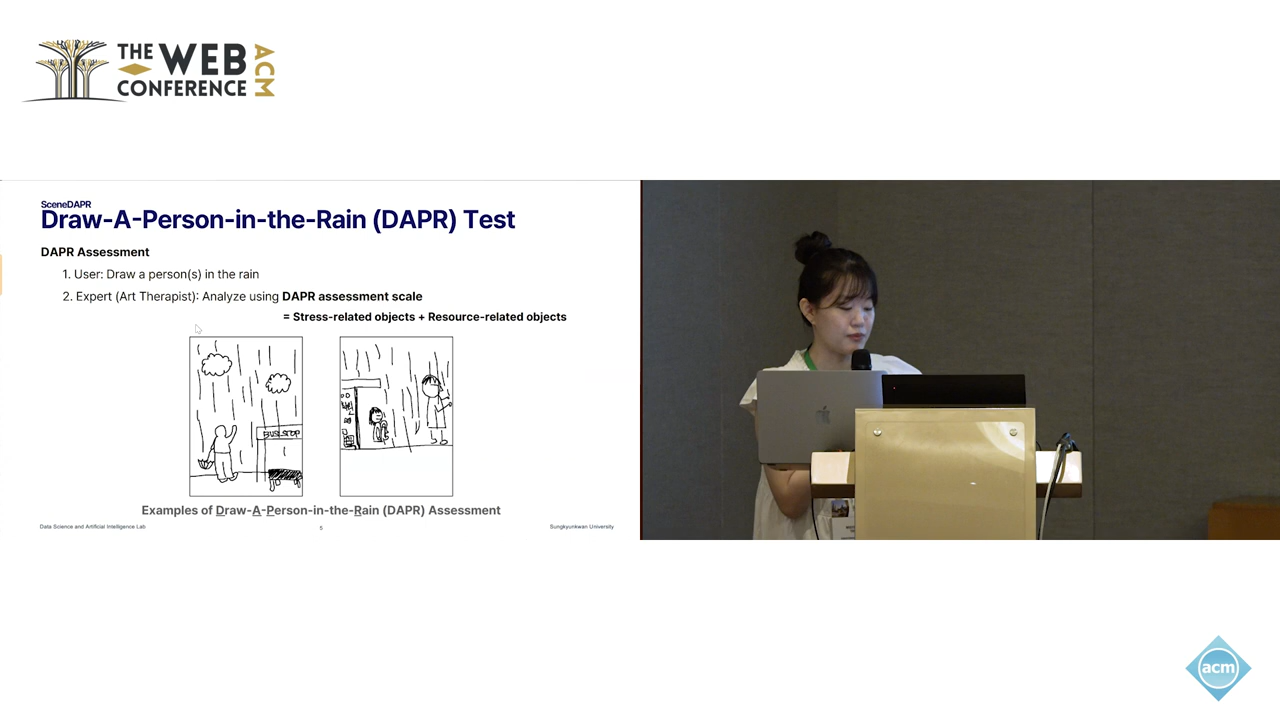 THE WEB
CONFERENCE
ACM
SceneDAPR
Draw-A-Person-in-the-Rain (DAPR) Test
DAPR Assessment
1. User: Draw a person(s) in the rain
2. Expert (Art Therapist): Analyze using DAPR assessment scale
= Stress-related objects + Resource-related objects
BUS STOP
Examples of Draw-A-Person-in-the-Rain (DAPR) Assessment
Data Science and Artificial Intelligence Lab
5
Sungkyunkwan University
acm